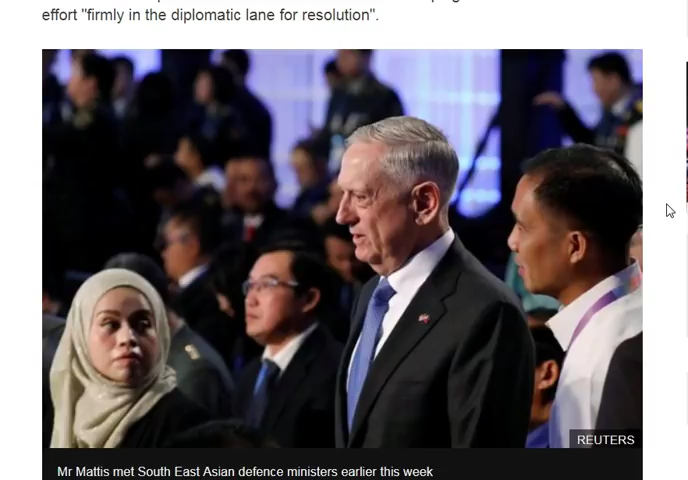 effort "firmly in the diplomatic lane for resolution".
REUTERS
Mr Mattis met South East Asian defence ministers earlier this week